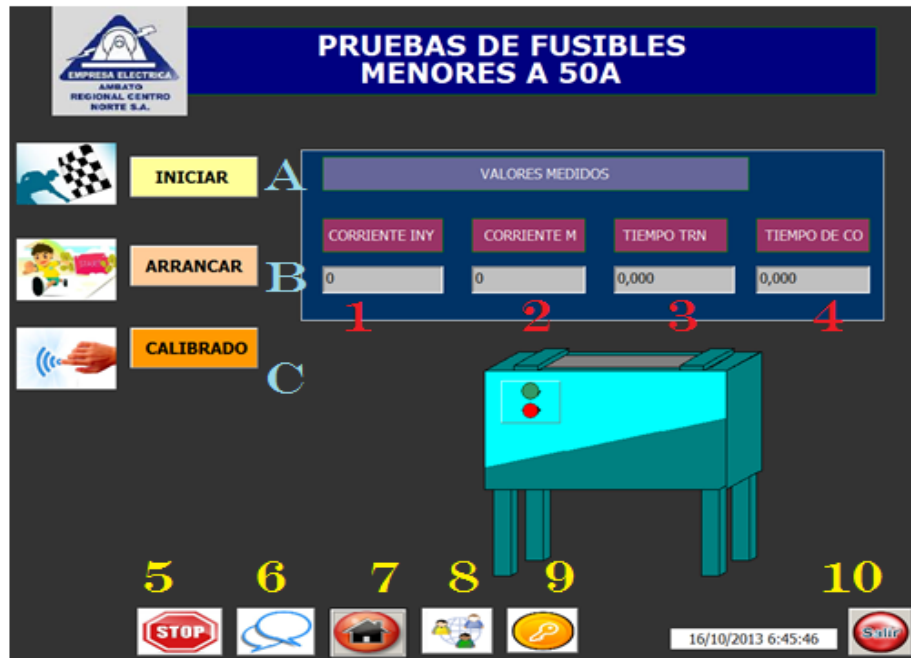 PRUEBAS DE FUSIBLES
MENORES A 50A
EMPRESA ELECTRICA
AMBATO
REGIONAL CENTRO
NORTE S.A.
INICIAR
A
VALORES MEDIDOS
CORRIENTE INY
CORRIENTE M
TIEMPO TRN
TIEMPO DE CO
START
ARRANCAR
B
0
0
0,000
0,000
1
2
3
4
CALIBRADO
C
5
6
7
8
9
10
STOP
16/10/2013 6:45:46
Salir